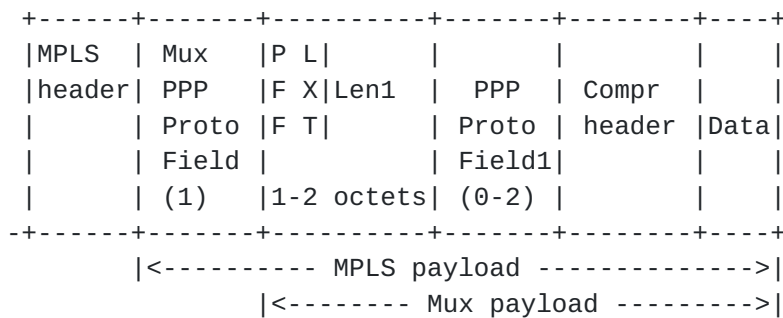 +------+-------+----------+-------+--------+----+
|MPLS  | Mux   |P L|      |       |        |    |
|header| PPP   |F X|Len1  |  PPP  | Compr  |    |
|      | Proto |F T|      | Proto | header |Data|
|      | Field |          | Field1|        |    |
|      | (1)   |1-2 octets| (0-2) |        |    |
-+------+-------+----------+-------+--------+----+
|<---------- MPLS payload -------------->|
|<-------- Mux payload --------->|